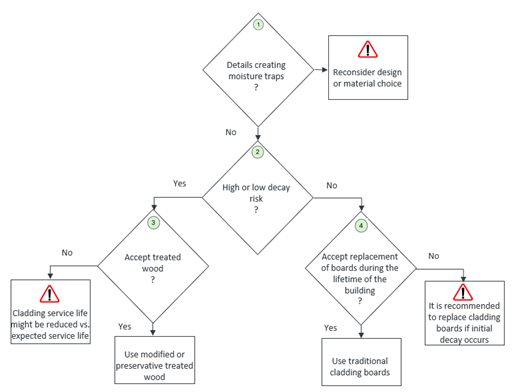 1
Details creating
moisture traps
?
Reconsider design
or material choice
No
2
High or low decay
risk
?
Yes
No
3
Accept treated
wood
?
4
Accept replacement
of boards during the
lifetime of the
building
?
No
No
Cladding service life
might be reduced vs.
expected service life
It is recommended
to replace cladding
boards if initial
decay occurs
Yes
Yes
Use modified or
preservative treated
wood
Use traditional
cladding boards